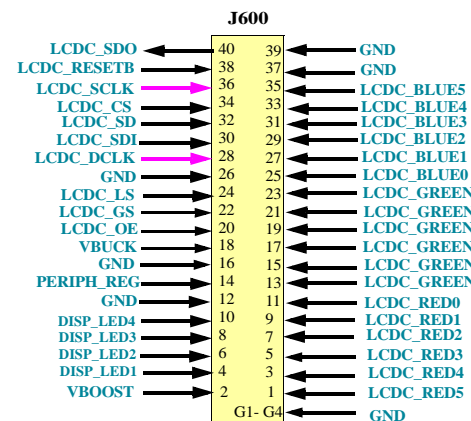 J600
LCDC_SDO 40 39 GND
LCDC_RESETB 38 37 GND
LCDC_SCLK 36 35 LCDC_BLUE5
LCDC_CS 34 33 LCDC_BLUE4
LCDC_SD 32 31 LCDC_BLUE3
LCDC_SDI 30 29 LCDC_BLUE2
LCDC_DCLK 28 27 LCDC_BLUE1
GND 26 25 LCDC_BLUE0
LCDC_LS 24 23 LCDC_GREEN
LCDC_GS 22 21 LCDC_GREEN
LCDC_OE 20 19 LCDC_GREEN
VBUCK 18 17 LCDC_GREEN
GND 16 15 LCDC_GREEN
PERIPH_REG 14 13 LCDC_GREEN
GND 12 11 LCDC_RED0
DISP_LED4 10 9 LCDC_RED1
DISP_LED3 8 7 LCDC_RED2
DISP_LED2 6 5 LCDC_RED3
DISP_LED1 4 3 LCDC_RED4
VBOOST 2 1 LCDC_RED5
G1- G4 GND